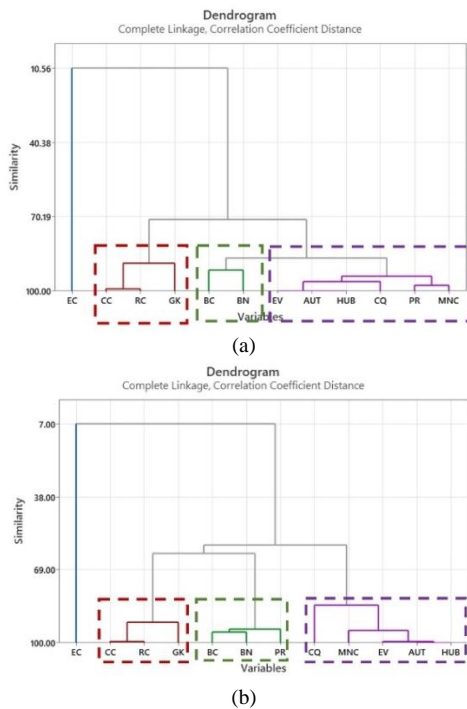 Dendrogram
Complete Linkage, Correlation Coefficient Distance
10.56
40.38
70.19
100.00
Similarity
EC CC RC GK BC BN EV AUT HUB CQ PR MNC
Variables
(a)
Dendrogram
Complete Linkage, Correlation Coefficient Distance
7.00
38.00
69.00
100.00
Similarity
EC CC RC GK BC BN PR CQ MNC EV AUT HUB
Variables
(b)